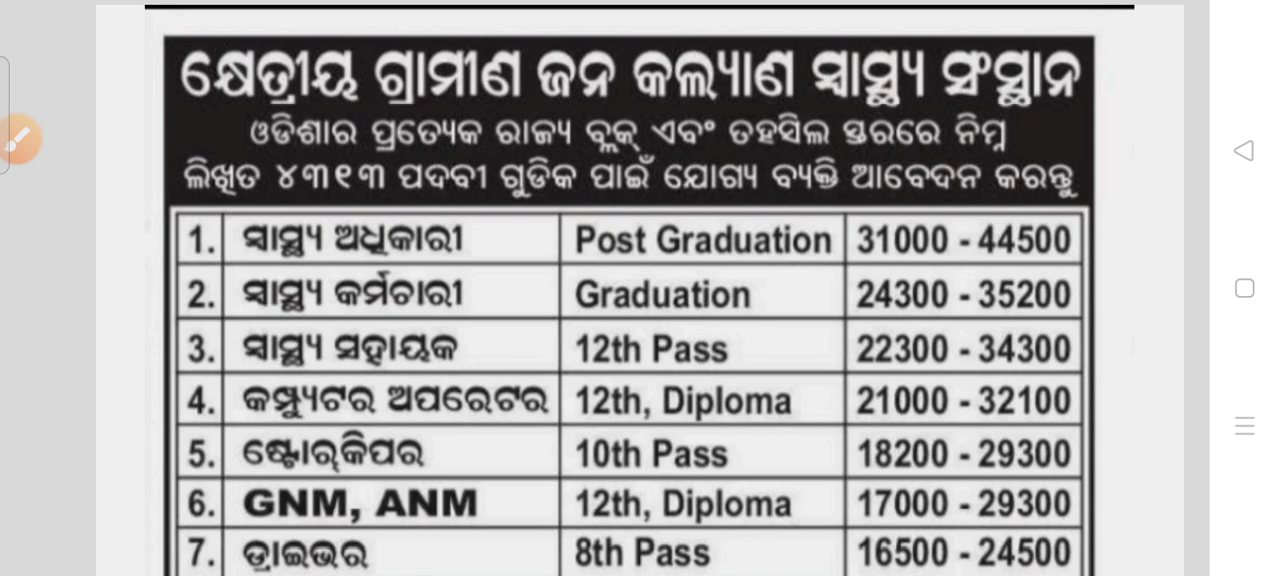 କ୍ଷେତ୍ରୀୟ ଗ୍ରାମୀଣ ଜନ କଲ୍ୟାଣ ସ୍ୱାସ୍ଥ୍ୟ ସଂସ୍ଥାନ
ଓଡିଶାର ପ୍ରତ୍ୟେକ ରାଜ୍ୟ ବ୍ଲକ୍ ଏବଂ ତହସିଲ ସ୍ତରରେ ନିମ୍ନ
ଲିଖିତ ୪୩୧୩ ପଦବୀ ଗୁଡିକ ପାଇଁ ଯୋଗ୍ୟ ବ୍ୟକ୍ତି ଆବେଦନ କରନ୍ତୁ
1. ସ୍ୱାସ୍ଥ୍ୟ ଅଧିକାରୀ Post Graduation 31000 - 44500
2. ସ୍ୱାସ୍ଥ୍ୟ କର୍ମଚାରୀ Graduation 24300 - 35200
3. ସ୍ୱାସ୍ଥ୍ୟ ସହାୟକ 12th Pass 22300 - 34300
4. କମ୍ପ୍ୟୁଟର ଅପରେଟର 12th, Diploma 21000 - 32100
5. ଷ୍ଟୋର୍‌କିପର 10th Pass 18200 - 29300
6. GNM, ANM 12th, Diploma 17000 - 29300
7. ଡ୍ରାଇଭର 8th Pass 16500 - 24500